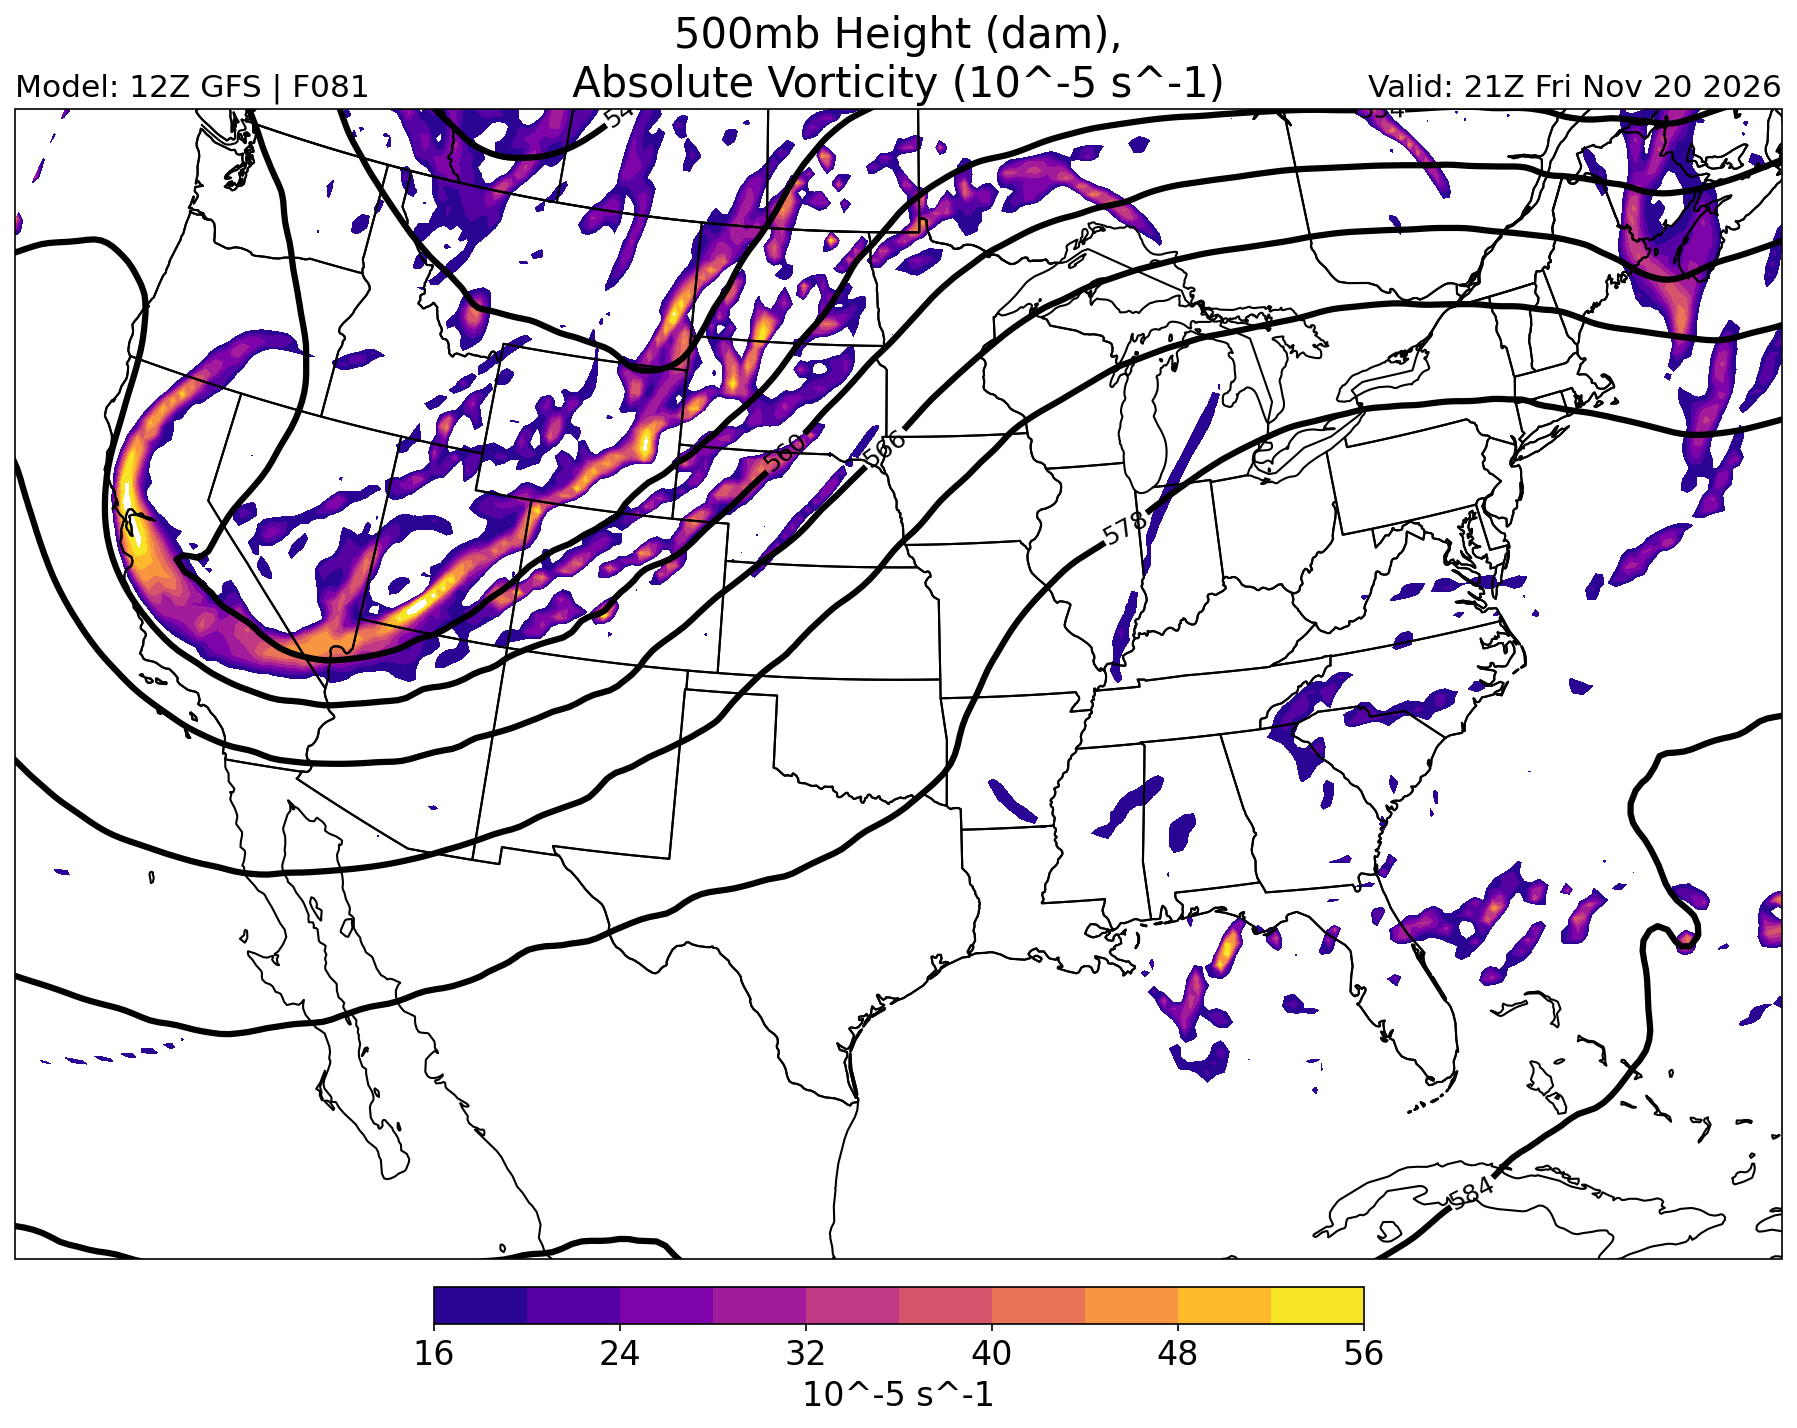 500mb Height (dam),
Absolute Vorticity (10^-5 s^-1)
Model: 12Z GFS | F081
Valid: 21Z Fri Nov 20 2026
560
566
578
584
16 24 32 40 48 56
10^-5 s^-1